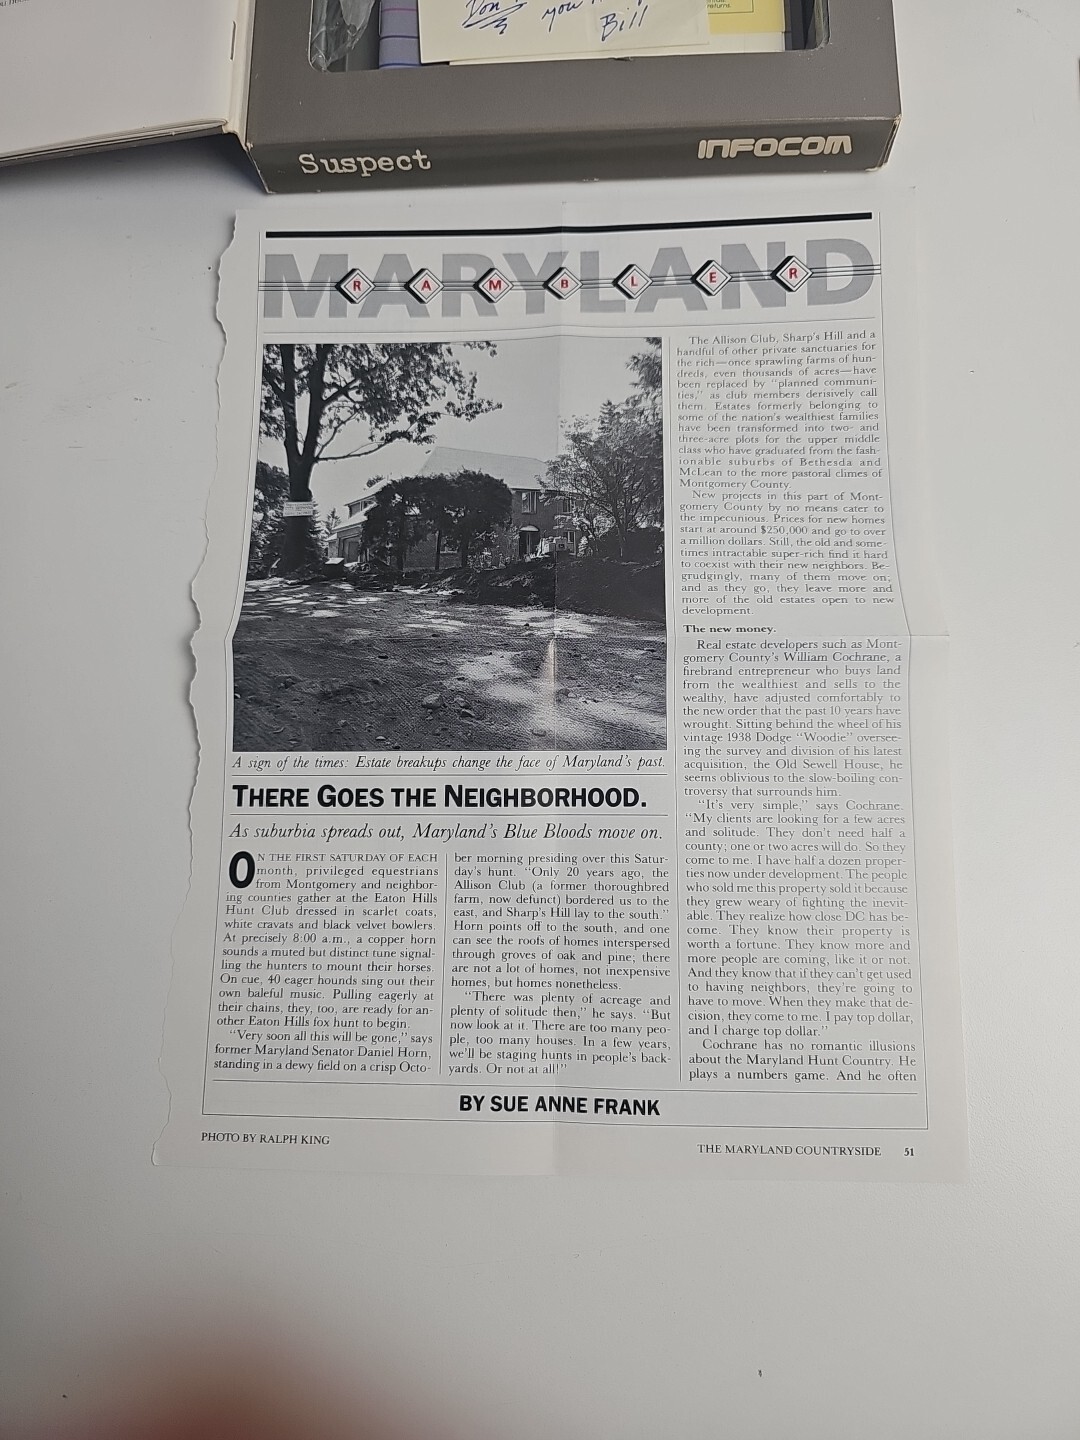 you
Bill
returns
Suspect
INFOCOM
MARYLAND
RAMBLER
A sign of the times: Estate breakups change the face of Maryland's past.
THERE GOES THE NEIGHBORHOOD.
As suburbia spreads out, Maryland's Blue Bloods move on.
ON THE FIRST SATURDAY OF EACH
month, privileged equestrians
from Montgomery and neighbor-
ing counties gather at the Eaton Hills
Hunt Club dressed in scarlet coats,
white cravats and black velvet bowlers.
At precisely 8:00 a.m., a copper horn
sounds a muted but distinct tune signal-
ling the hunters to mount their horses.
On cue, 40 eager hounds sing out their
own baleful music. Pulling eagerly at
their chains, they, too, are ready for an-
other Eaton Hills fox hunt to begin.
"Very soon all this will be gone," says
former Maryland Senator Daniel Horn,
standing in a dewy field on a crisp Octo-
ber morning presiding over this Satur-
day's hunt. "Only 20 years ago, the
Allison Club (a former thoroughbred
farm, now defunct) bordered us to the
east, and Sharp's Hill lay to the south."
Horn points off to the south, and one
can see the roofs of homes interspersed
through groves of oak and pine; there
are not a lot of homes, not inexpensive
homes, but homes nonetheless.
"There was plenty of acreage and
plenty of solitude then," he says. "But
now look at it. There are too many peo-
ple, too many houses. In a few years,
we'll be staging hunts in people's back-
yards. Or not at all!"
The Allison Club, Sharp's Hill and a
handful of other private sanctuaries for
the rich—once sprawling farms of hun-
dreds, even thousands of acres—have
been replaced by "planned communi-
ties," as club members derisively call
them. Estates formerly belonging to
some of the nation's wealthiest families
have been transformed into two- and
three-acre plots for the upper middle
class who have graduated from the fash-
ionable suburbs of Bethesda and
McLean to the more pastoral climes of
Montgomery County.
New projects in this part of Mont-
gomery County by no means cater to
the impecunious. Prices for new homes
start at around $250,000 and go to over
a million dollars. Still, the old and some-
times intractable super-rich find it hard
to coexist with their new neighbors. Be-
grudgingly, many of them move on;
and as they go, they leave more and
more of the old estates open to new
development.
The new money.
Real estate developers such as Mont-
gomery County's William Cochrane, a
firebrand entrepreneur who buys land
from the wealthiest and sells to the
wealthy, have adjusted comfortably to
the new order that the past 10 years have
wrought. Sitting behind the wheel of his
vintage 1938 Dodge "Woodie" oversee-
ing the survey and division of his latest
acquisition, the Old Sewell House, he
seems oblivious to the slow-boiling con-
troversy that surrounds him.
"It's very simple," says Cochrane.
"My clients are looking for a few acres
and solitude. They don't need half a
county; one or two acres will do. So they
come to me. I have half a dozen proper-
ties now under development. The people
who sold me this property sold it because
they grew weary of fighting the inevit-
able. They realize how close DC has be-
come. They know their property is
worth a fortune. They know more and
more people are coming, like it or not.
And they know that if they can't get used
to having neighbors, they're going to
have to move. When they make that de-
cision, they come to me. I pay top dollar,
and I charge top dollar."
Cochrane has no romantic illusions
about the Maryland Hunt Country. He
plays a numbers game. And he often
BY SUE ANNE FRANK
PHOTO BY RALPH KING
THE MARYLAND COUNTRYSIDE 51